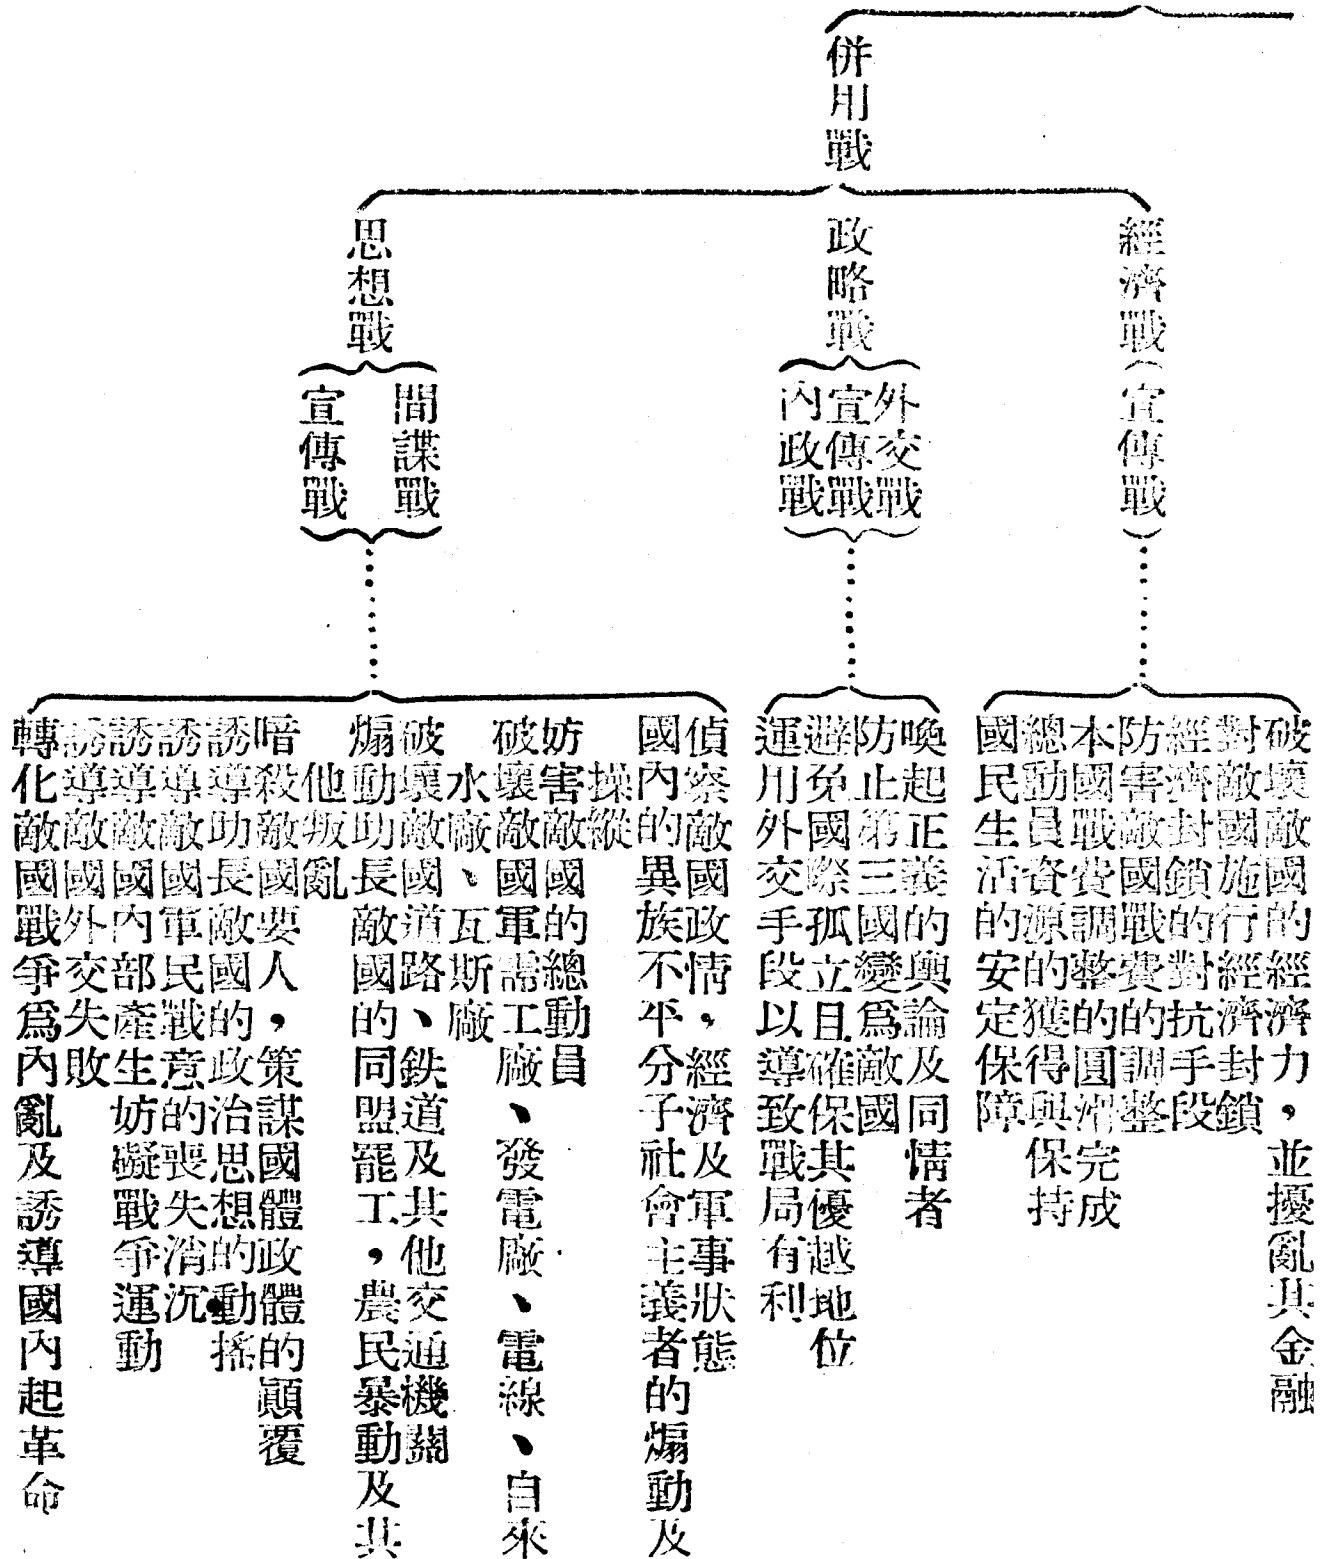 併用戰
經濟戰
宣傳戰
破壞敵國的經濟力，並擾亂其金融
對敵國施行經濟封鎖
經濟封鎖的對抗手段
防害敵國戰費的調整
本國戰費調整的圓滑完成
總動員資源的獲得與保持
國民生活的安定保障
政略戰
外交戰
宣傳戰
內政戰
喚起正義的輿論及同情者
防止第三國變爲敵國
避免國際孤立且確保其優越地位
運用外交手段以導致戰局有利
思想戰
間諜戰
宣傳戰
偵察敵國政情，經濟及軍事狀態
國內的異族不平分子社會主義者的煽動及
操縱
妨害敵國的總動員
破壞敵國軍需工廠、發電廠、電線、自來
水廠、瓦斯廠
破壞敵國道路、鉄道及其他交通機關
煽動助長敵國的同盟罷工，農民暴動及其
他叛亂
暗殺敵國要人，策謀國體政體的顚覆
誘導助長敵國的政治思想的動搖
誘導敵國軍民戰意的喪失消沉
誘導敵國內部產生妨礙戰爭運動
誘導敵國外交失敗
轉化敵國戰爭爲內亂及誘導國內起革命